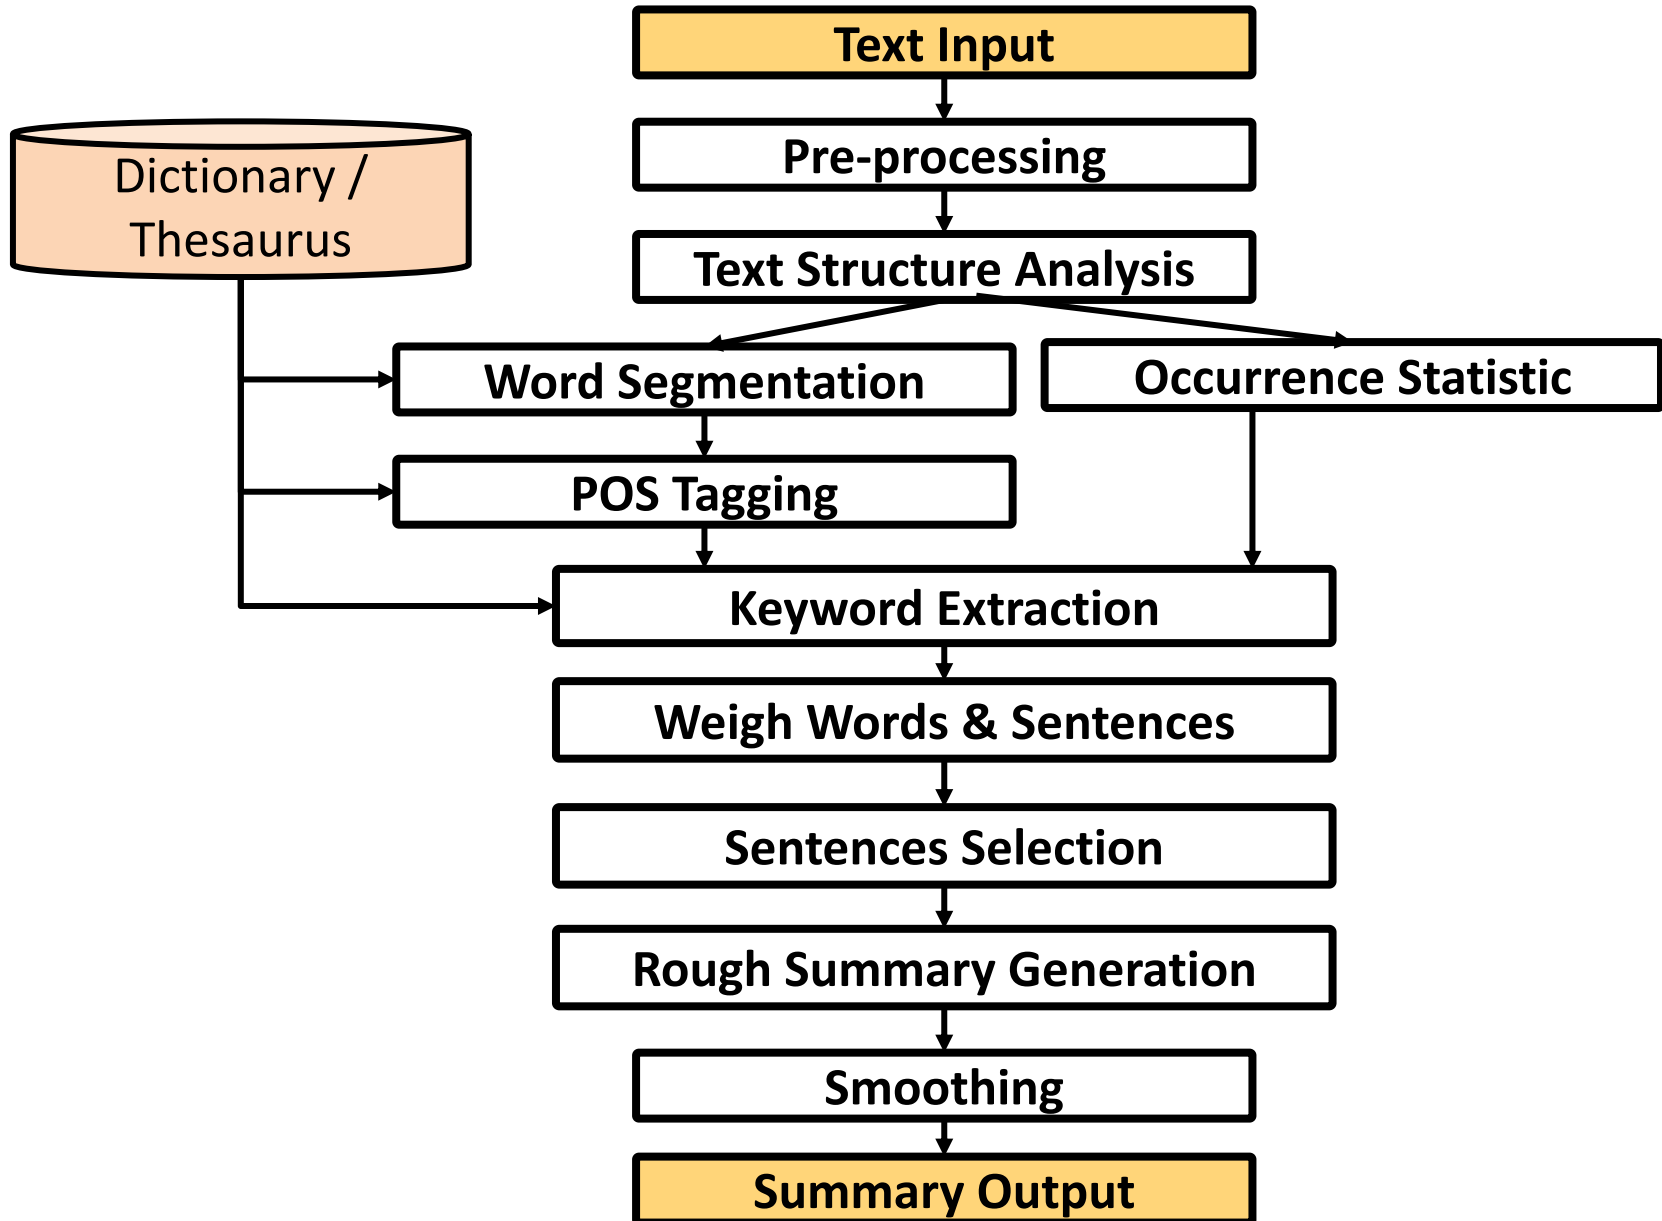 Text Input
Pre-processing
Dictionary /
Thesaurus
Text Structure Analysis
Word Segmentation
Occurrence Statistic
POS Tagging
Keyword Extraction
Weigh Words & Sentences
Sentences Selection
Rough Summary Generation
Smoothing
Summary Output